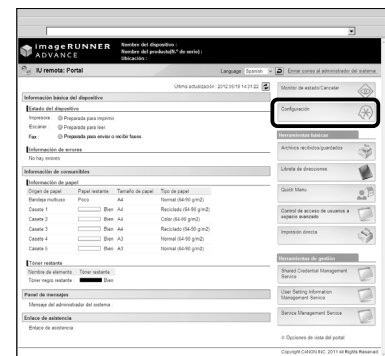 imageRUNNER
ADVANCE
Nombre del dispositivo :
Nombre del producto(N.º de serie) :
Ubicación :
IU remota: Portal
Language: Spanish
Enviar correo al administrador del sistema
Última actualización : 2012 05/18 14:31:22
Información básica del dispositivo
Estado del dispositivo
Impresora : Preparada para imprimir.
Escáner : Preparada para leer.
Fax : Preparada para enviar o recibir faxes.
Información de errores
No hay errores
Información de consumibles
Información de papel
Origen de papel Papel restante Tamaño de papel Tipo de papel
Bandeja multiuso Poco A4 Normal (64-90 g/m2)
Casete 1 Bien A4 Reciclado (64-90 g/m2)
Casete 2 Bien A4 Color (64-90 g/m2)
Casete 3 Bien A4 Reciclado (64-90 g/m2)
Casete 4 Bien A3 Normal (64-90 g/m2)
Casete 5 Bien A3 Normal (64-90 g/m2)
Tóner restante
Nombre de elemento Tóner restante
Tóner negro restante Bien
Panel de mensajes
Mensaje del administrador del sistema :
Enlace de asistencia
Enlace de asistencia :
Monitor de estado/Cancelar
Configuración
Herramientas básicas
Archivos recibidos/guardados
Libreta de direcciones
Quick Menu
Control de acceso de usuarios a espacio avanzado
Impresión directa
Herramientas de gestión
Shared Credential Management
Service
User Setting Information
Management Service
Service Management Service
Opciones de vista del portal
Copyright CANON INC. 2011 All Rights Reserved